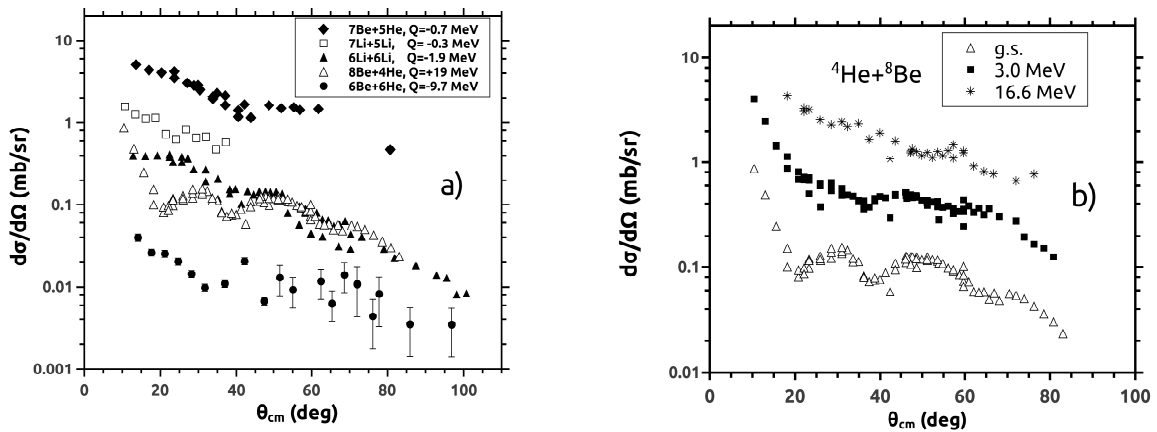 7Be+5He, Q=-0.7 MeV
7Li+5Li, Q= -0.3 MeV
6Li+6Li, Q=-1.9 MeV
8Be+4He, Q=+19 MeV
6Be+6He, Q=-9.7 MeV
a)
dσ/dΩ (mb/sr)
10
1
0.1
0.01
0.001
0 20 40 60 80 100
θcm (deg)
g.s.
3.0 MeV
16.6 MeV
⁴He+⁸Be
b)
dσ/dΩ (mb/sr)
10
1
0.1
0.01
0 20 40 60 80 100
θcm (deg)